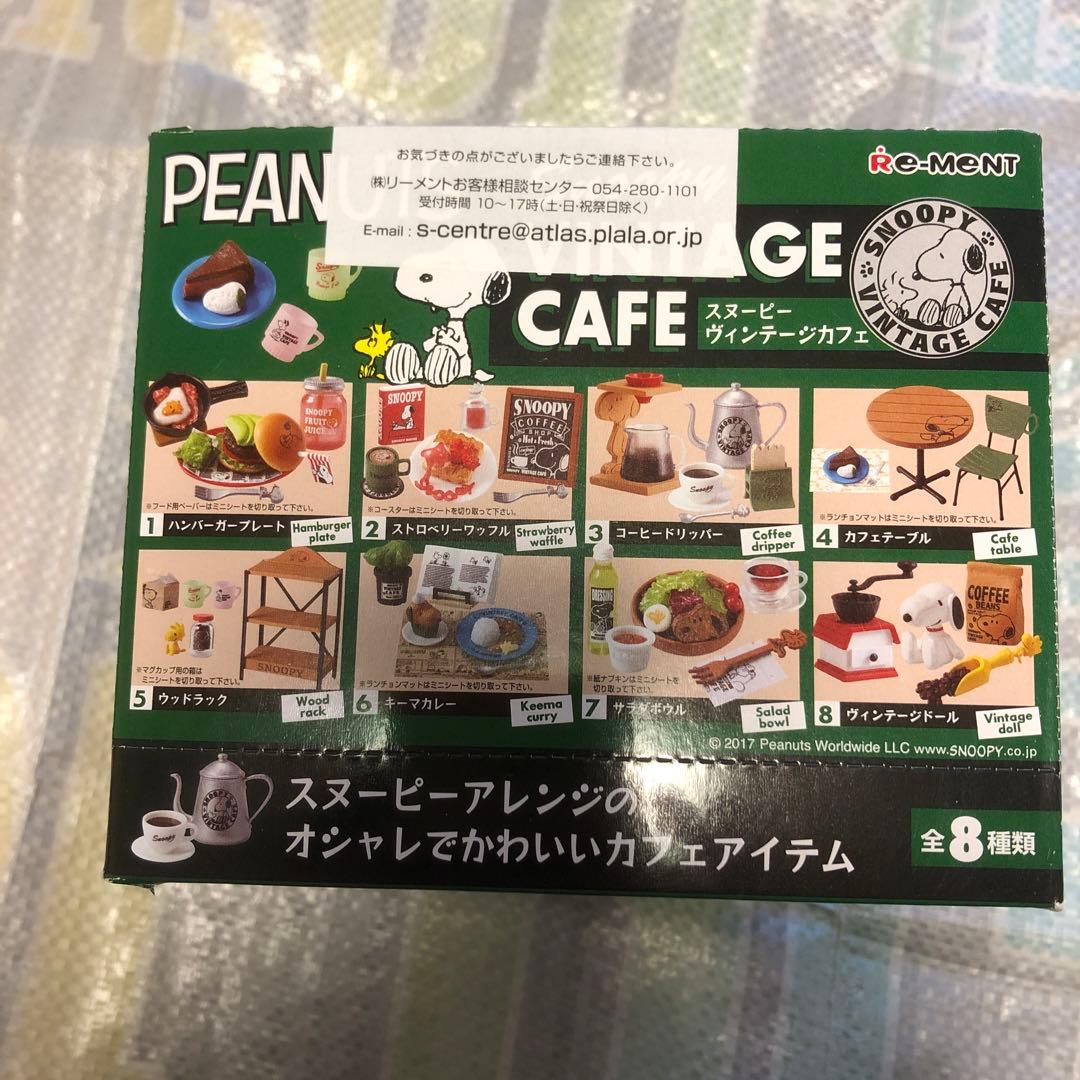 PEANUTS
お気づきの点がございましたらご連絡下さい。
㈱リーメントお客様相談センター 054-280-1101
受付時間 10〜17時(土・日・祝祭日除く)
E-mail : s-centre@atlas.plala.or.jp
Re-MeNT
VINTAGE
CAFE
スヌーピー
ヴィンテージカフェ
SNOOPY VINTAGE CAFE
SNOOPY
FRUIT
JUICE
SNOOPY
SNOOPY
COFFEE
SHOP
Hot & Fresh
Snoopy
※フード用ペーパーはミニシートを切り取って下さい。
1 ハンバーガープレート Hamburger plate
※コースターはミニシートを切り取って下さい。
2 ストロベリーワッフル Strawberry waffle
3 コーヒードリッパー Coffee dripper
※ランチョンマットはミニシートを切り取って下さい。
4 カフェテーブル Cafe table
SNOOPY
※マグカップ用の箱は
ミニシートを切り取って下さい。
5 ウッドラック Wood rack
※ランチョンマットはミニシートを切り取って下さい。
6 キーマカレー Keema curry
DRESSING
※紙ナプキンはミニシートを
切り取って下さい。
7 サラダボウル Salad bowl
COFFEE
BEANS
8 ヴィンテージドール Vintage doll
© 2017 Peanuts Worldwide LLC www.SNOOPY.co.jp
Snoopy
SNOOPY VINTAGE CAFE
スヌーピーアレンジの
オシャレでかわいいカフェアイテム
全8種類